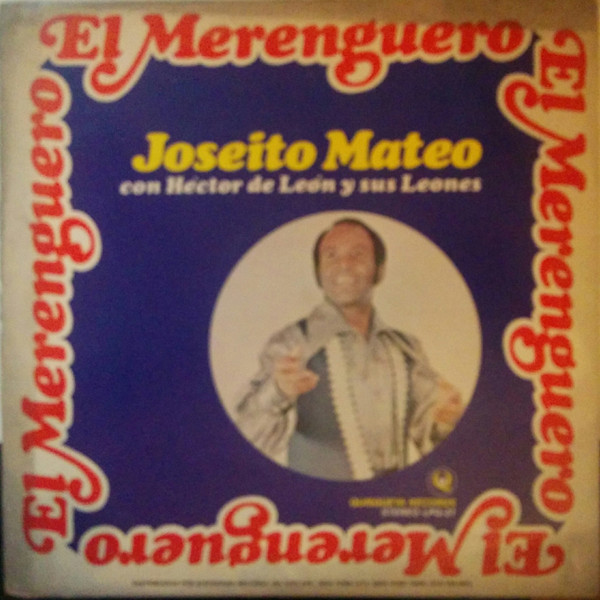 El Merenguero
El Merenguero
Joseito Mateo
con Héctor de León y sus Leones
El Merenguero
QUISQUEYA RECORDS
STEREO
El Merenguero